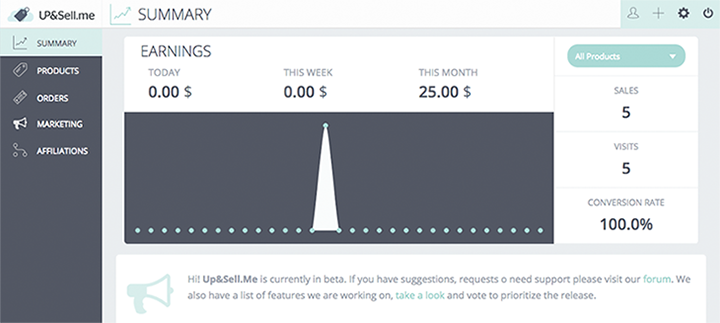 UP&Sell.me
SUMMARY
SUMMARY
PRODUCTS
ORDERS
MARKETING
AFFILIATIONS
EARNINGS
TODAY
0.00 $
THIS WEEK
0.00 $
THIS MONTH
25.00 $
All Products
SALES
5
VISITS
5
CONVERSION RATE
100.0%
Hi! Up&Sell.Me is currently in beta. If you have suggestions, requests o need support please visit our forum. We
also have a list of features we are working on, take a look and vote to prioritize the release.